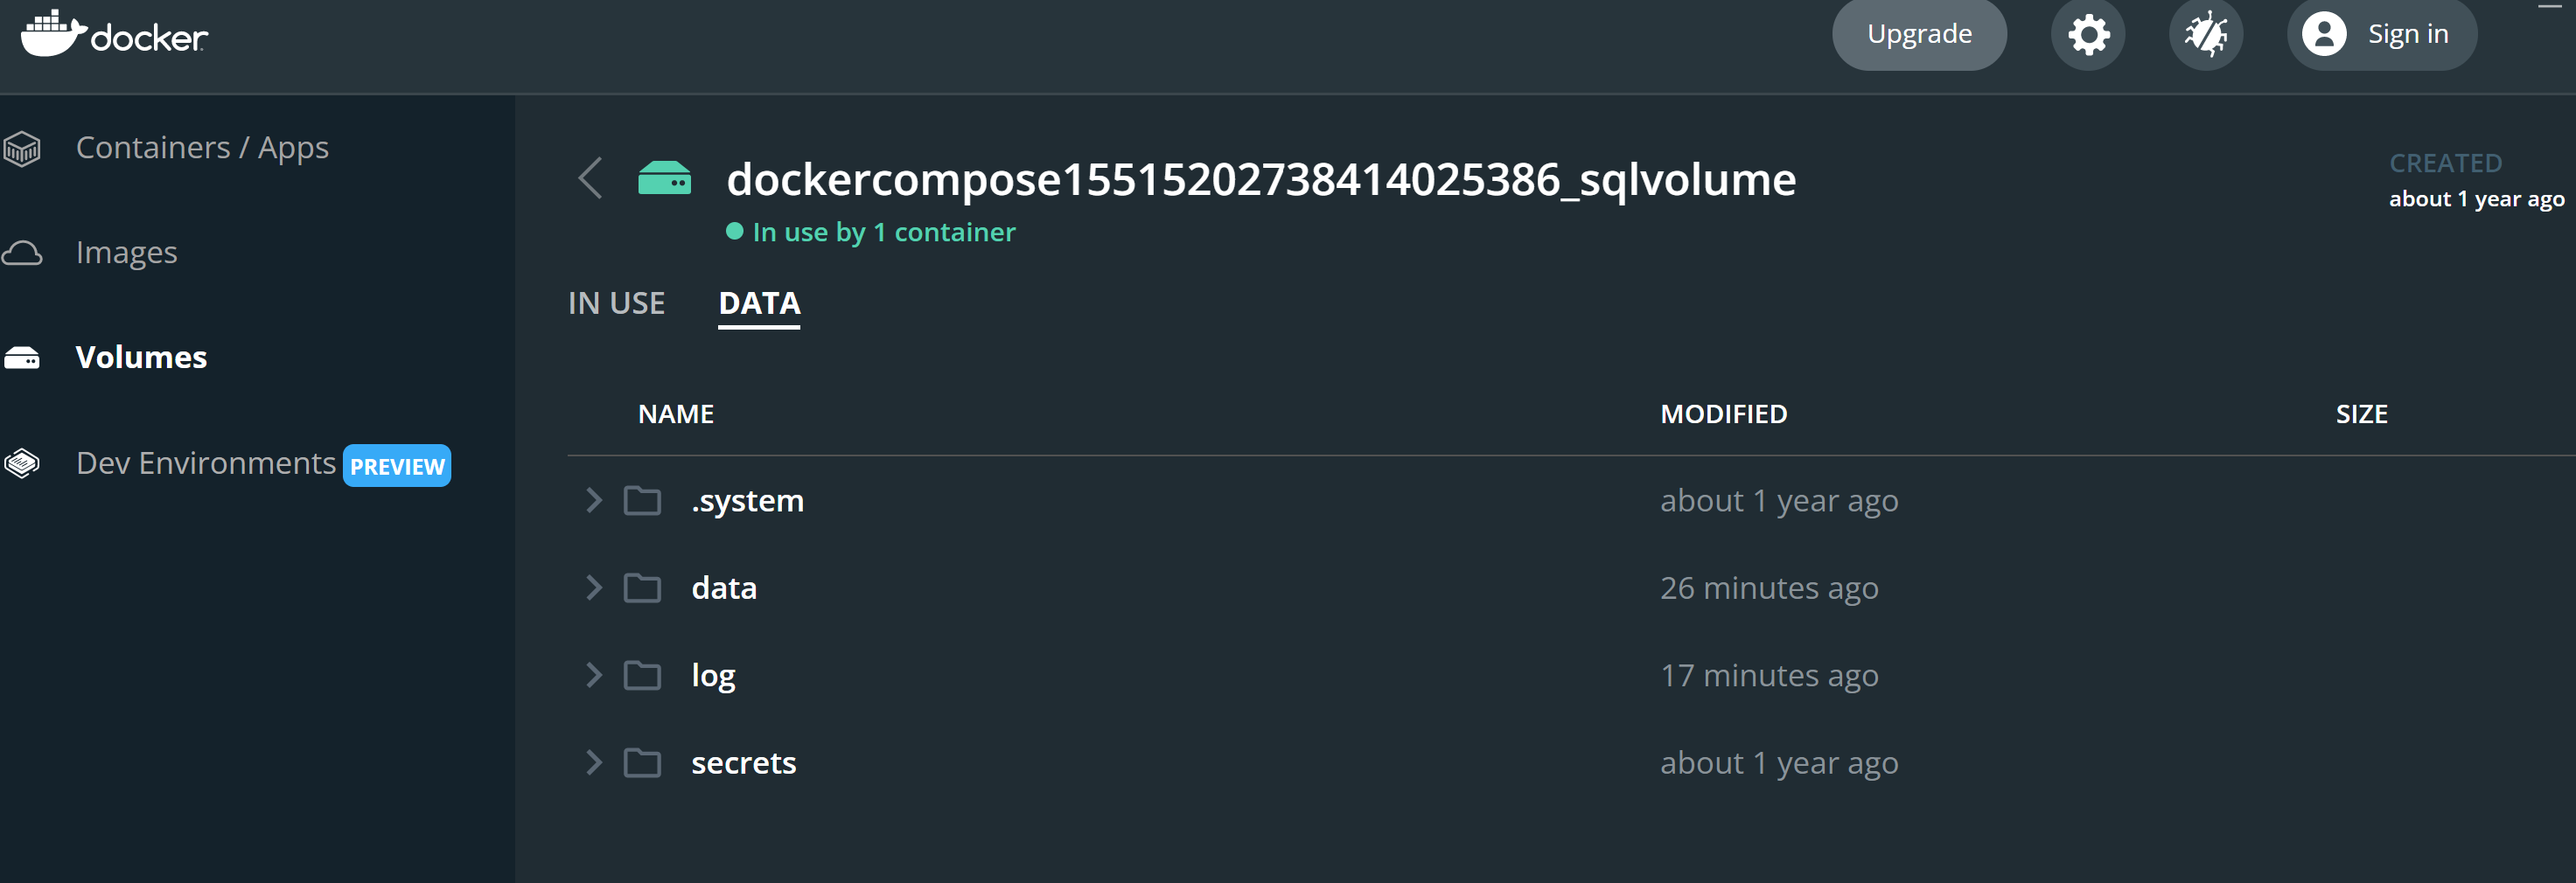 docker
Upgrade
Sign in
Containers / Apps
Images
Volumes
Dev Environments PREVIEW
dockercompose15515202738414025386_sqlvolume
In use by 1 container
CREATED
about 1 year ago
IN USE DATA
NAME MODIFIED SIZE
.system about 1 year ago
data 26 minutes ago
log 17 minutes ago
secrets about 1 year ago